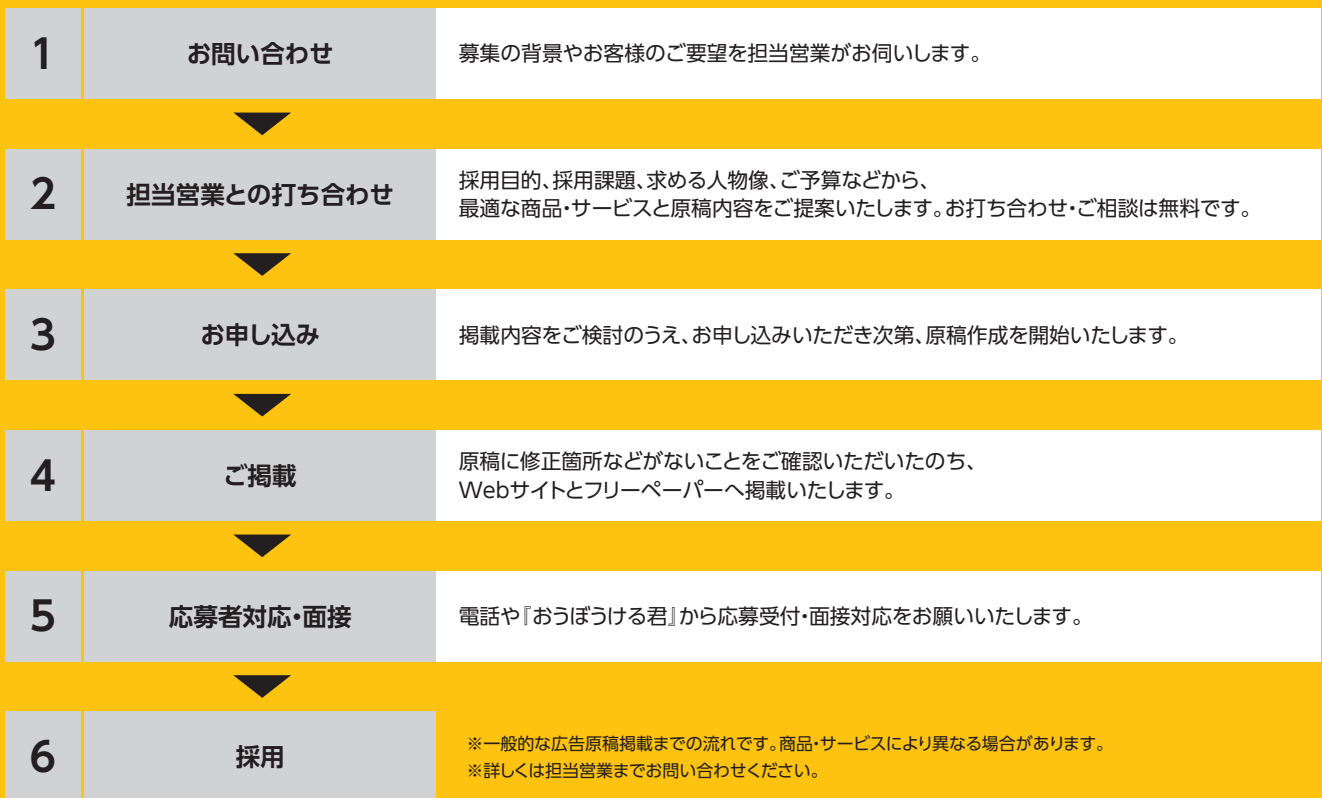 1
お問い合わせ
募集の背景やお客様のご要望を担当営業がお伺いします。
2
担当営業との打ち合わせ
採用目的、採用課題、求める人物像、ご予算などから、
最適な商品・サービスと原稿内容をご提案いたします。お打ち合わせ・ご相談は無料です。
3
お申し込み
掲載内容をご検討のうえ、お申し込みいただき次第、原稿作成を開始いたします。
4
ご掲載
原稿に修正箇所などがないことをご確認いただいたのち、
Webサイトとフリーペーパーへ掲載いたします。
5
応募者対応・面接
電話や『おうぼうける君』から応募受付・面接対応をお願いいたします。
6
採用
※一般的な広告原稿掲載までの流れです。商品・サービスにより異なる場合があります。
※詳しくは担当営業までお問い合わせください。